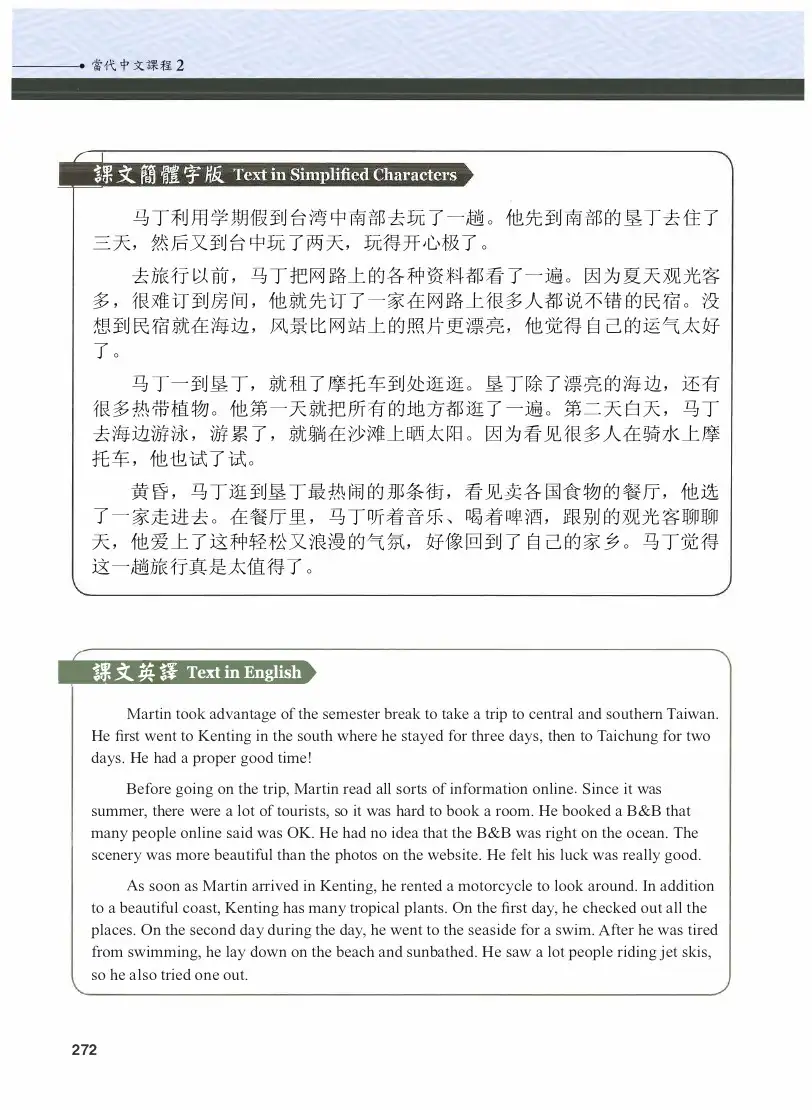 當代中文課程 2
課文簡體字版 Text in Simplified Characters
马丁利用学期假到台湾中南部去玩了一趟。他先到南部的垦丁去住了
三天，然后又到台中玩了两天，玩得开心极了。
去旅行以前，马丁把网路上的各种资料都看了一遍。因为夏天观光客
多，很难订到房间，他就先订了一家在网路上很多人都说不错的民宿。没
想到民宿就在海边，风景比网站上的照片更漂亮，他觉得自己的运气太好
了。
马丁一到垦丁，就租了摩托车到处逛逛。垦丁除了漂亮的海边，还有
很多热带植物。他第一天就把所有的地方都逛了一遍。第二天白天，马丁
去海边游泳，游累了，就躺在沙滩上晒太阳。因为看见很多人在骑水上摩
托车，他也试了试。
黄昏，马丁逛到垦丁最热闹的那条街，看见卖各国食物的餐厅，他选
了一家走进去。在餐厅里，马丁听着音乐、喝着啤酒，跟别的观光客聊聊
天，他爱上了这种轻松又浪漫的气氛，好像回到了自己的家乡。马丁觉得
这一趟旅行真是太值得了。
課文英譯 Text in English
Martin took advantage of the semester break to take a trip to central and southern Taiwan.
He first went to Kenting in the south where he stayed for three days, then to Taichung for two
days. He had a proper good time!
Before going on the trip, Martin read all sorts of information online. Since it was
summer, there were a lot of tourists, so it was hard to book a room. He booked a B&B that
many people online said was OK. He had no idea that the B&B was right on the ocean. The
scenery was more beautiful than the photos on the website. He felt his luck was really good.
As soon as Martin arrived in Kenting, he rented a motorcycle to look around. In addition
to a beautiful coast, Kenting has many tropical plants. On the first day, he checked out all the
places. On the second day during the day, he went to the seaside for a swim. After he was tired
from swimming, he lay down on the beach and sunbathed. He saw a lot people riding jet skis,
so he also tried one out.
272